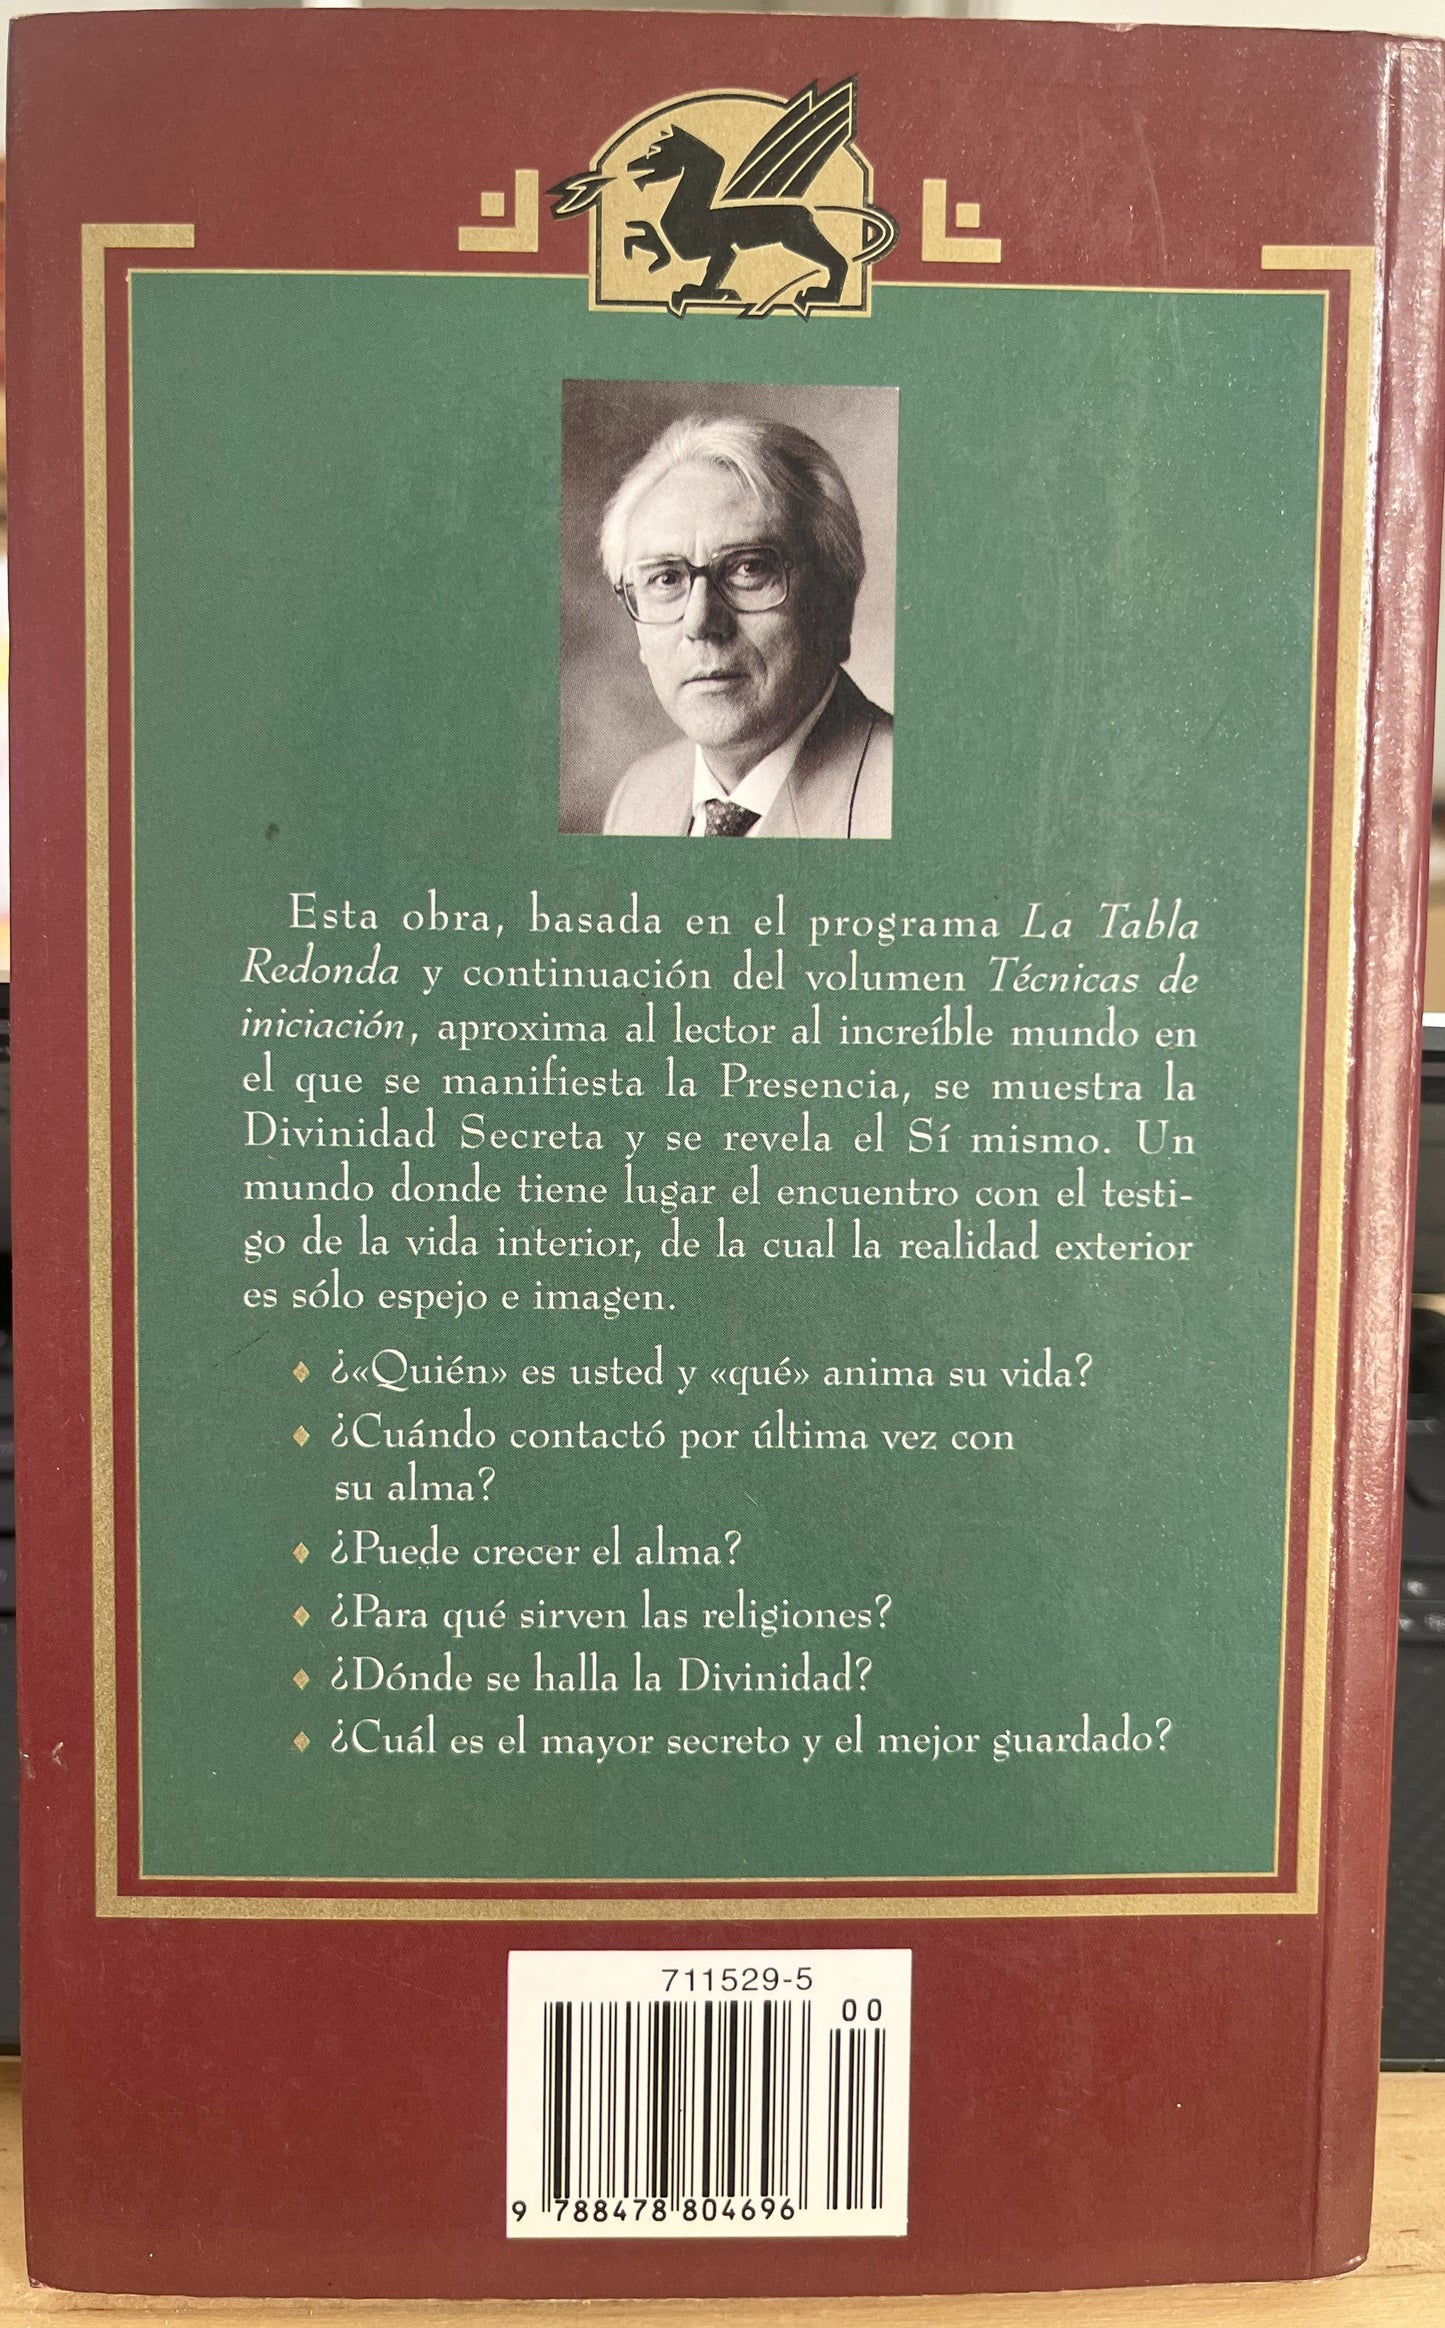 Esta obra, basada en el programa La Tabla
Redonda y continuación del volumen Técnicas de
iniciación, aproxima al lector al increíble mundo en
el que se manifiesta la Presencia, se muestra la
Divinidad Secreta y se revela el Sí mismo. Un
mundo donde tiene lugar el encuentro con el testi-
go de la vida interior, de la cual la realidad exterior
es sólo espejo e imagen.
¿«Quién» es usted y «qué» anima su vida?
¿Cuándo contactó por última vez con
su alma?
¿Puede crecer el alma?
¿Para qué sirven las religiones?
¿Dónde se halla la Divinidad?
¿Cuál es el mayor secreto y el mejor guardado?
711529-5
00
9 788478 804696